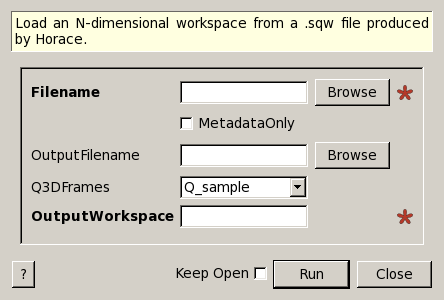 Load an N-dimensional workspace from a .sqw file produced
by Horace.
Filename Browse *
MetadataOnly
OutputFilename Browse
Q3DFrames Q_sample
OutputWorkspace *
? Keep Open Run Close